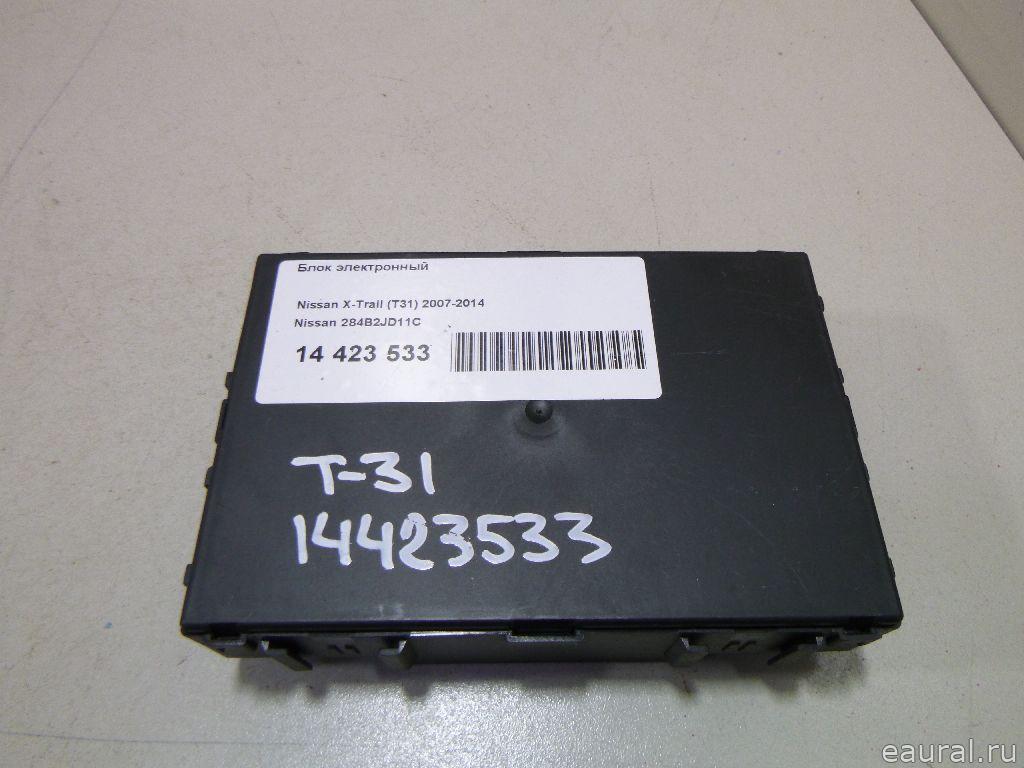 Блок электронный
Nissan X-Trail (T31) 2007-2014
Nissan 284B2JD11C
14 423 533
T-31
14423533
eaural.ru